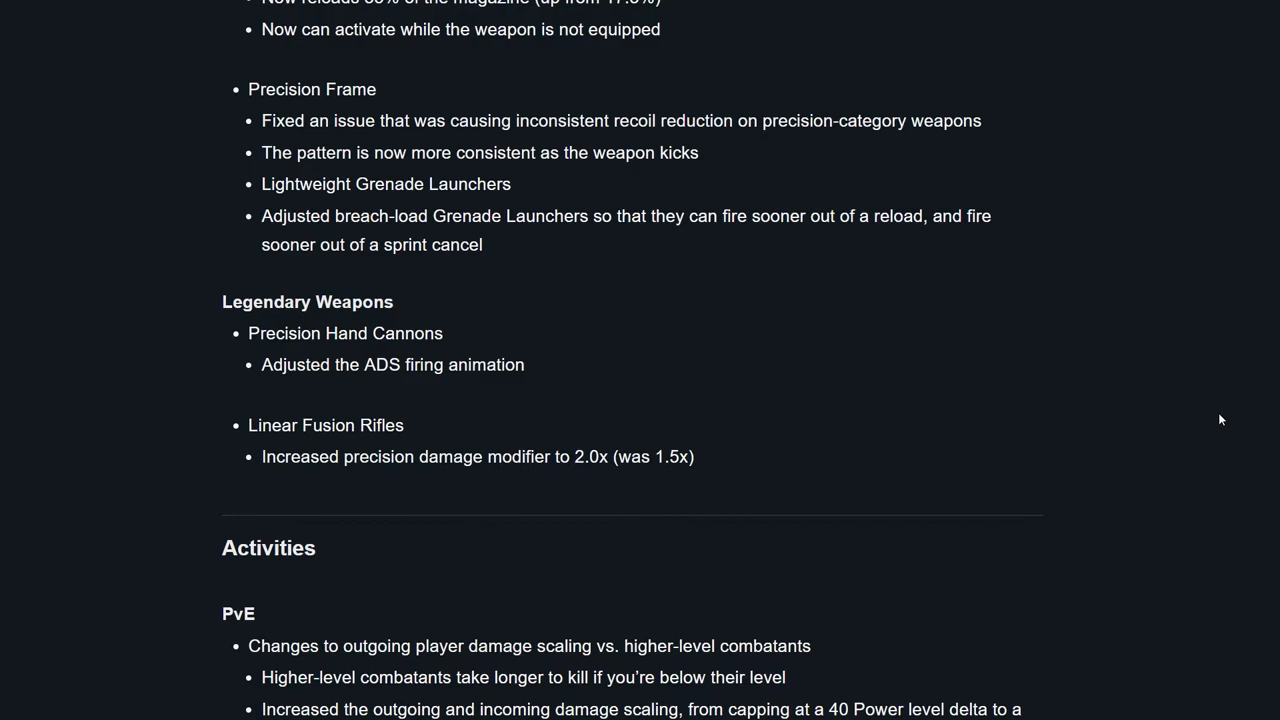 Now can activate while the weapon is not equipped
Precision Frame
Fixed an issue that was causing inconsistent recoil reduction on precision-category weapons
The pattern is now more consistent as the weapon kicks
Lightweight Grenade Launchers
Adjusted breach-load Grenade Launchers so that they can fire sooner out of a reload, and fire
sooner out of a sprint cancel
Legendary Weapons
Precision Hand Cannons
Adjusted the ADS firing animation
Linear Fusion Rifles
Increased precision damage modifier to 2.0x (was 1.5x)
Activities
PvE
Changes to outgoing player damage scaling vs. higher-level combatants
Higher-level combatants take longer to kill if you’re below their level
Increased the outgoing and incoming damage scaling, from capping at a 40 Power level delta to a